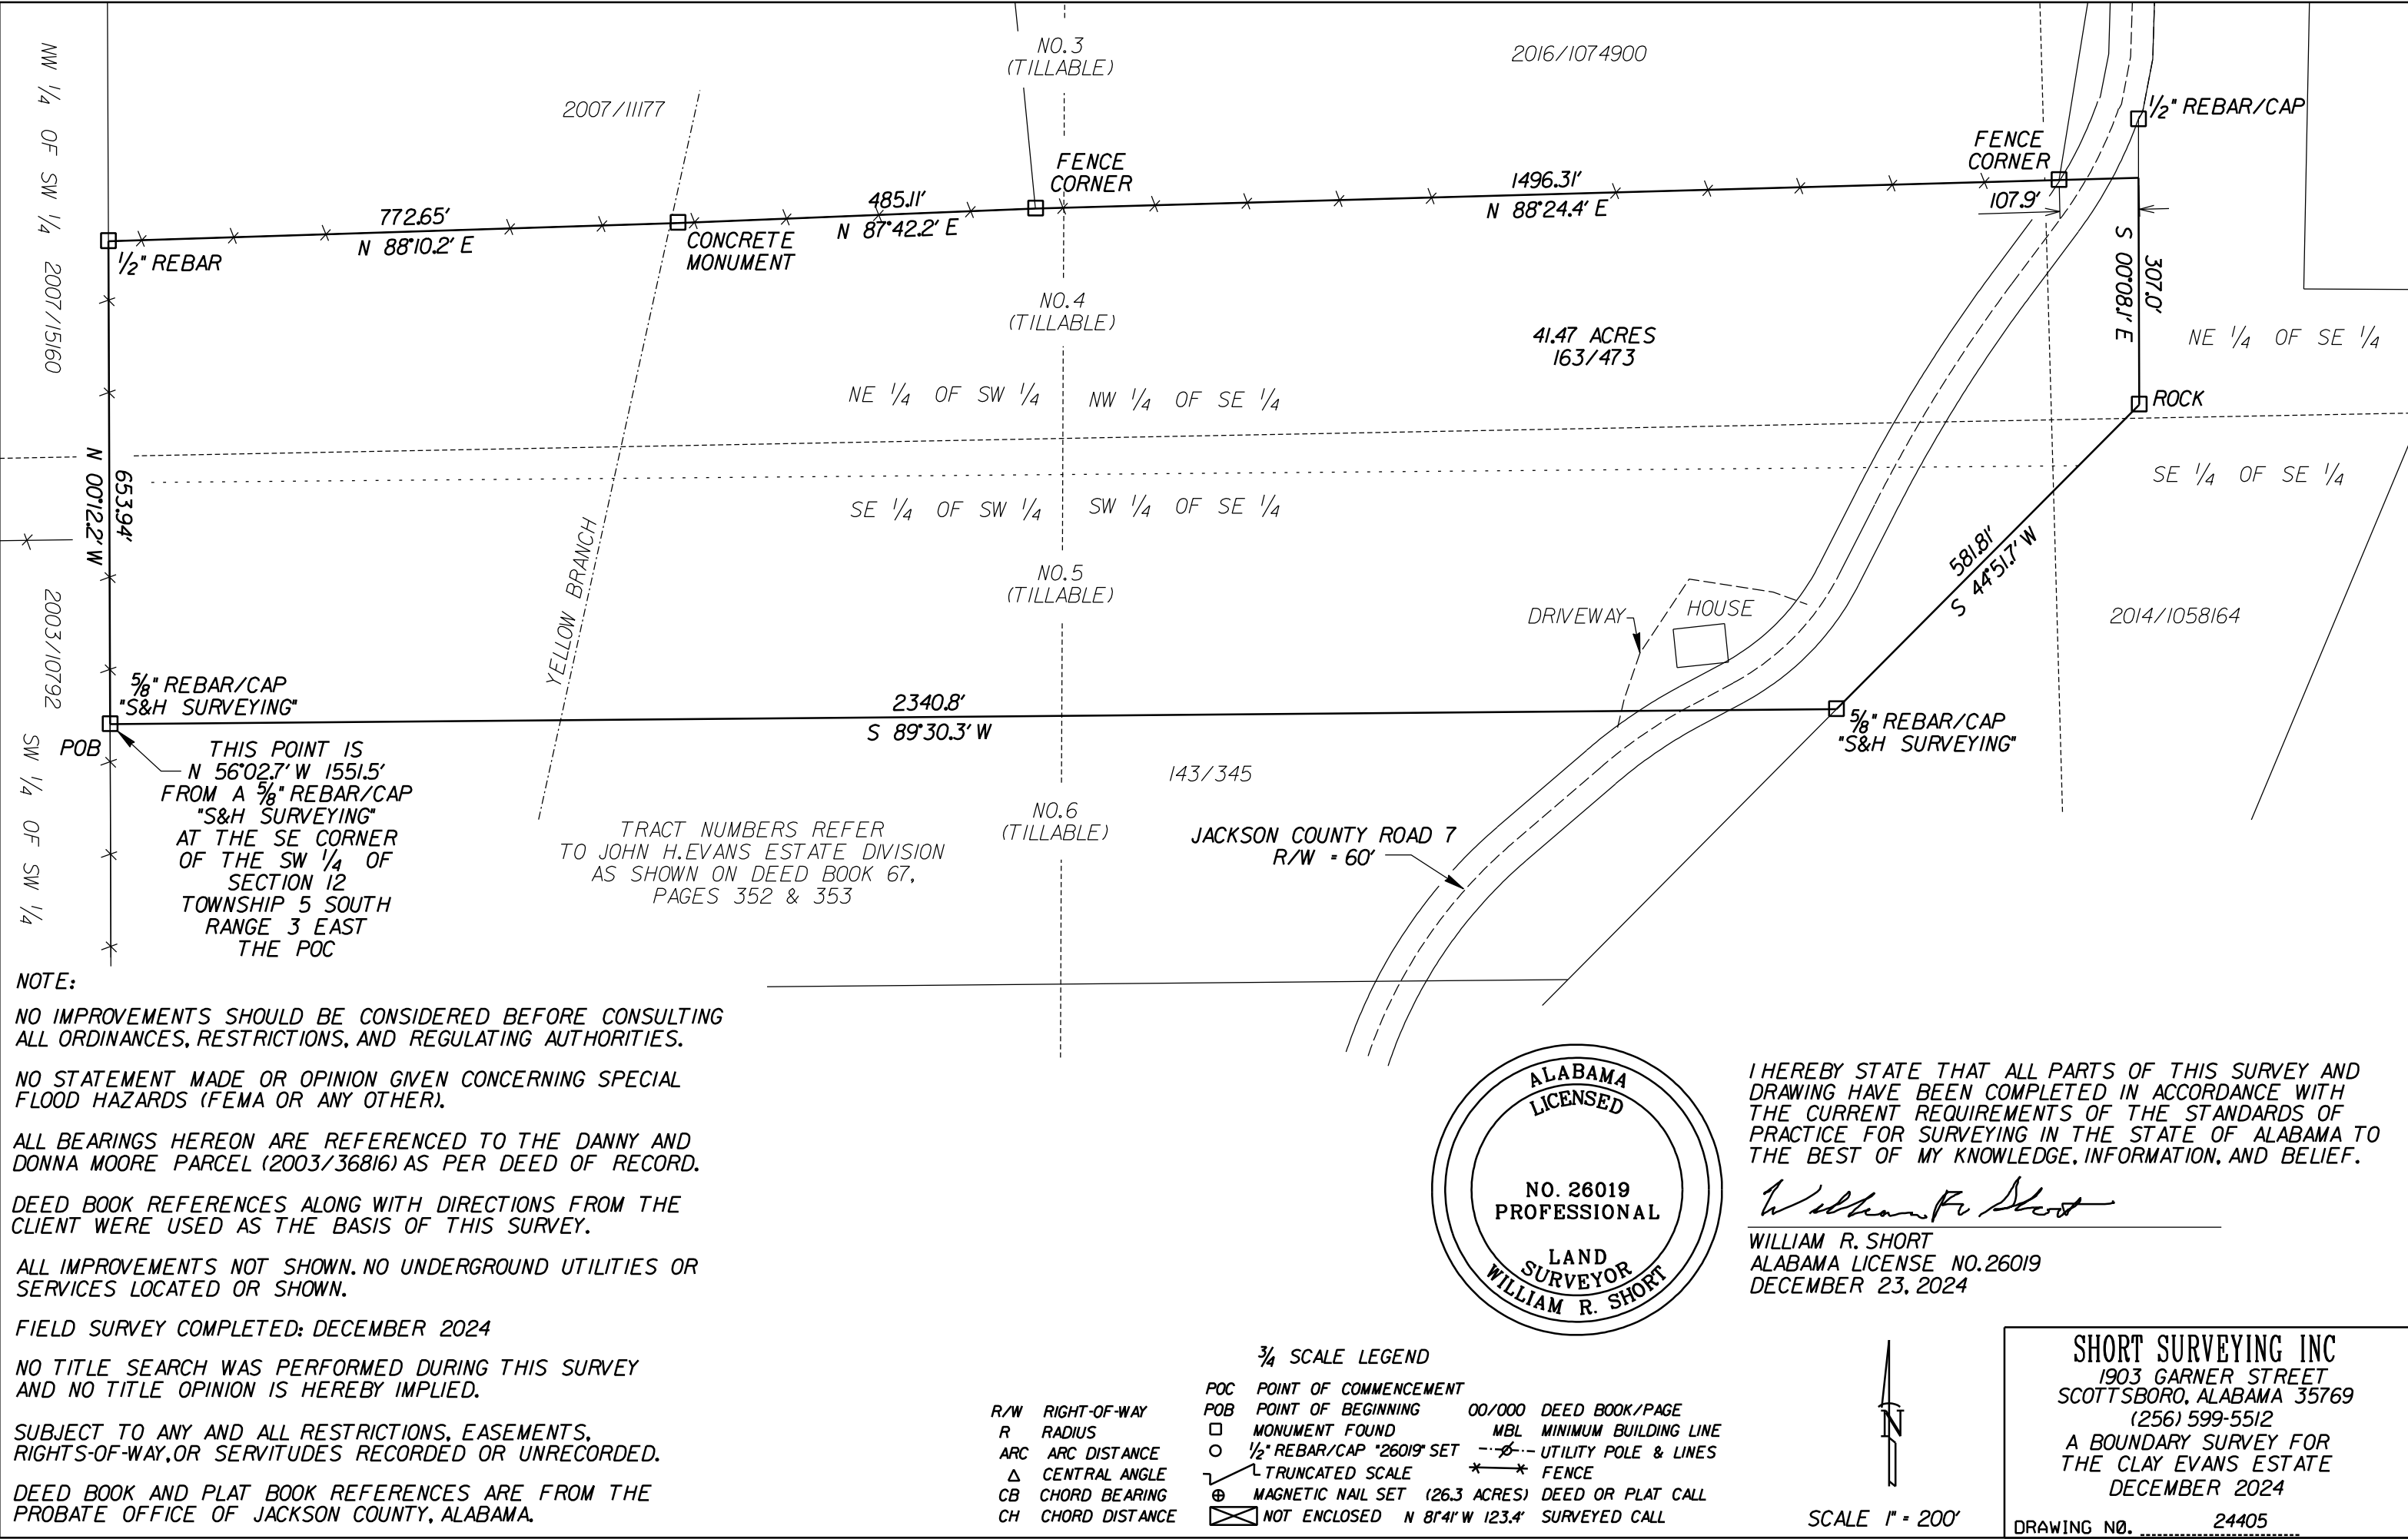 NW 1/4 OF SW 1/4
2007/15160
2003/10792
SW 1/4 OF SW 1/4
2007/11177
NO.3
(TILLABLE)
2016/1074900
1/2" REBAR/CAP
FENCE
CORNER
FENCE
CORNER
772.65'
N 88°10.2' E
485.11'
N 87°42.2' E
1496.31'
N 88°24.4' E
107.9'
1/2" REBAR
CONCRETE
MONUMENT
S 00°08.1' E
307.0'
NO.4
(TILLABLE)
41.47 ACRES
163/473
NE 1/4 OF SE 1/4
NE 1/4 OF SW 1/4
NW 1/4 OF SE 1/4
ROCK
N 00°12.2' W
653.94'
SE 1/4 OF SW 1/4
SW 1/4 OF SE 1/4
SE 1/4 OF SE 1/4
YELLOW BRANCH
NO.5
(TILLABLE)
581.81'
S 44°51.7' W
DRIVEWAY
HOUSE
2014/1058164
5/8" REBAR/CAP
"S&H SURVEYING"
2340.8'
S 89°30.3' W
5/8" REBAR/CAP
"S&H SURVEYING"
POB
THIS POINT IS
N 56°02.7' W 1551.5'
FROM A 5/8" REBAR/CAP
"S&H SURVEYING"
AT THE SE CORNER
OF THE SW 1/4 OF
SECTION 12
TOWNSHIP 5 SOUTH
RANGE 3 EAST
THE POC
143/345
NO.6
(TILLABLE)
TRACT NUMBERS REFER
TO JOHN H.EVANS ESTATE DIVISION
AS SHOWN ON DEED BOOK 67,
PAGES 352 & 353
JACKSON COUNTY ROAD 7
R/W = 60'
NOTE:
NO IMPROVEMENTS SHOULD BE CONSIDERED BEFORE CONSULTING
ALL ORDINANCES, RESTRICTIONS, AND REGULATING AUTHORITIES.
NO STATEMENT MADE OR OPINION GIVEN CONCERNING SPECIAL
FLOOD HAZARDS (FEMA OR ANY OTHER).
ALL BEARINGS HEREON ARE REFERENCED TO THE DANNY AND
DONNA MOORE PARCEL (2003/36816) AS PER DEED OF RECORD.
DEED BOOK REFERENCES ALONG WITH DIRECTIONS FROM THE
CLIENT WERE USED AS THE BASIS OF THIS SURVEY.
ALL IMPROVEMENTS NOT SHOWN. NO UNDERGROUND UTILITIES OR
SERVICES LOCATED OR SHOWN.
FIELD SURVEY COMPLETED: DECEMBER 2024
NO TITLE SEARCH WAS PERFORMED DURING THIS SURVEY
AND NO TITLE OPINION IS HEREBY IMPLIED.
SUBJECT TO ANY AND ALL RESTRICTIONS, EASEMENTS,
RIGHTS-OF-WAY, OR SERVITUDES RECORDED OR UNRECORDED.
DEED BOOK AND PLAT BOOK REFERENCES ARE FROM THE
PROBATE OFFICE OF JACKSON COUNTY, ALABAMA.
ALABAMA
LICENSED
NO. 26019
PROFESSIONAL
LAND
SURVEYOR
WILLIAM R. SHORT
I HEREBY STATE THAT ALL PARTS OF THIS SURVEY AND
DRAWING HAVE BEEN COMPLETED IN ACCORDANCE WITH
THE CURRENT REQUIREMENTS OF THE STANDARDS OF
PRACTICE FOR SURVEYING IN THE STATE OF ALABAMA TO
THE BEST OF MY KNOWLEDGE, INFORMATION, AND BELIEF.
William R. Short
WILLIAM R. SHORT
ALABAMA LICENSE NO.26019
DECEMBER 23, 2024
3/4 SCALE LEGEND
R/W RIGHT-OF-WAY
R RADIUS
ARC ARC DISTANCE
Δ CENTRAL ANGLE
CB CHORD BEARING
CH CHORD DISTANCE
POC POINT OF COMMENCEMENT
POB POINT OF BEGINNING
MONUMENT FOUND
1/2" REBAR/CAP "26019" SET
TRUNCATED SCALE
MAGNETIC NAIL SET
NOT ENCLOSED
00/000 DEED BOOK/PAGE
MBL MINIMUM BUILDING LINE
UTILITY POLE & LINES
FENCE
(26.3 ACRES) DEED OR PLAT CALL
N 81°41' W 123.4' SURVEYED CALL
N
SCALE 1" = 200'
SHORT SURVEYING INC
1903 GARNER STREET
SCOTTSBORO, ALABAMA 35769
(256) 599-5512
A BOUNDARY SURVEY FOR
THE CLAY EVANS ESTATE
DECEMBER 2024
DRAWING NØ. 24405